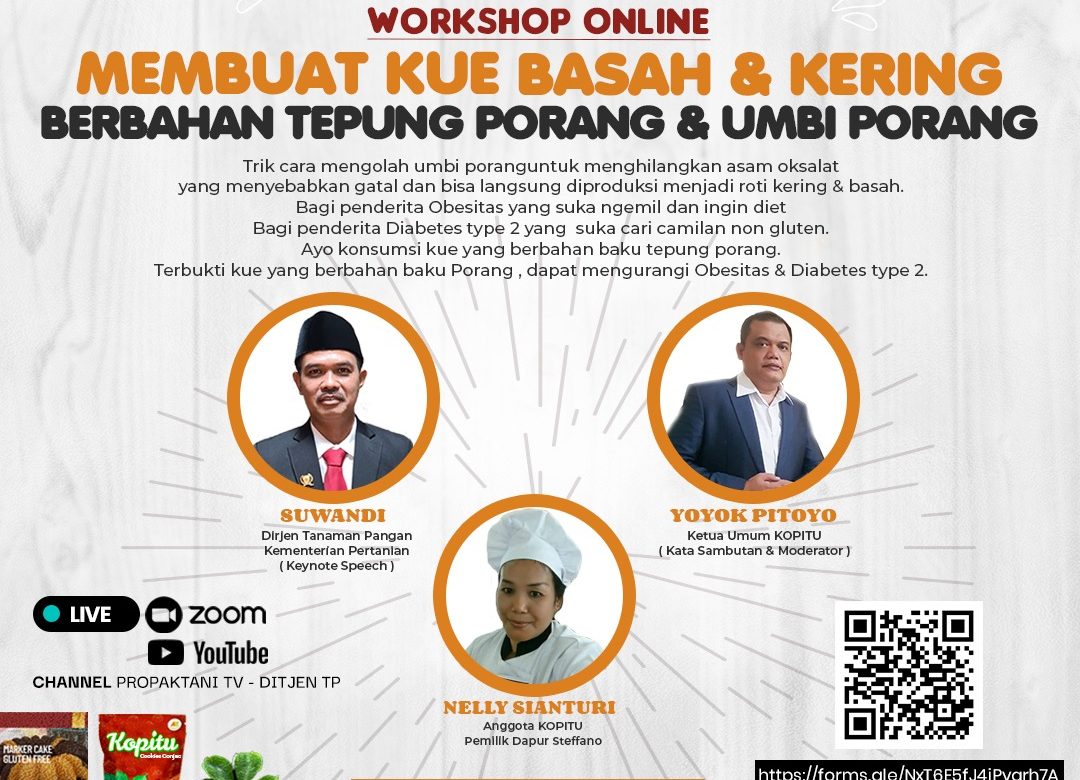 WORKSHOP ONLINE
MEMBUAT KUE BASAH & KERING
BERBAHAN TEPUNG PORANG & UMBI PORANG
Trik cara mengolah umbi poranguntuk menghilangkan asam oksalat
yang menyebabkan gatal dan bisa langsung diproduksi menjadi roti kering & basah.
Bagi penderita Obesitas yang suka ngemil dan ingin diet
Bagi penderita Diabetes type 2 yang suka cari camilan non gluten.
Ayo konsumsi kue yang berbahan baku tepung porang.
Terbukti kue yang berbahan baku Porang , dapat mengurangi Obesitas & Diabetes type 2.
SUWANDI
Dirjen Tanaman Pangan
Kementerian Pertanian
( Keynote Speech )
YOYOK PITOYO
Ketua Umum KOPITU
( Kata Sambutan & Moderator )
NELLY SIANTURI
Anggota KOPITU
Pemilik Dapur Steffano
LIVE zoom
YouTube
CHANNEL PROPAKTANI TV - DITJEN TP
MARKER CAKE
GLUTEN FREE
Kopitu
https://forms.gle/NxT6F5fJ4iPyqrh7A